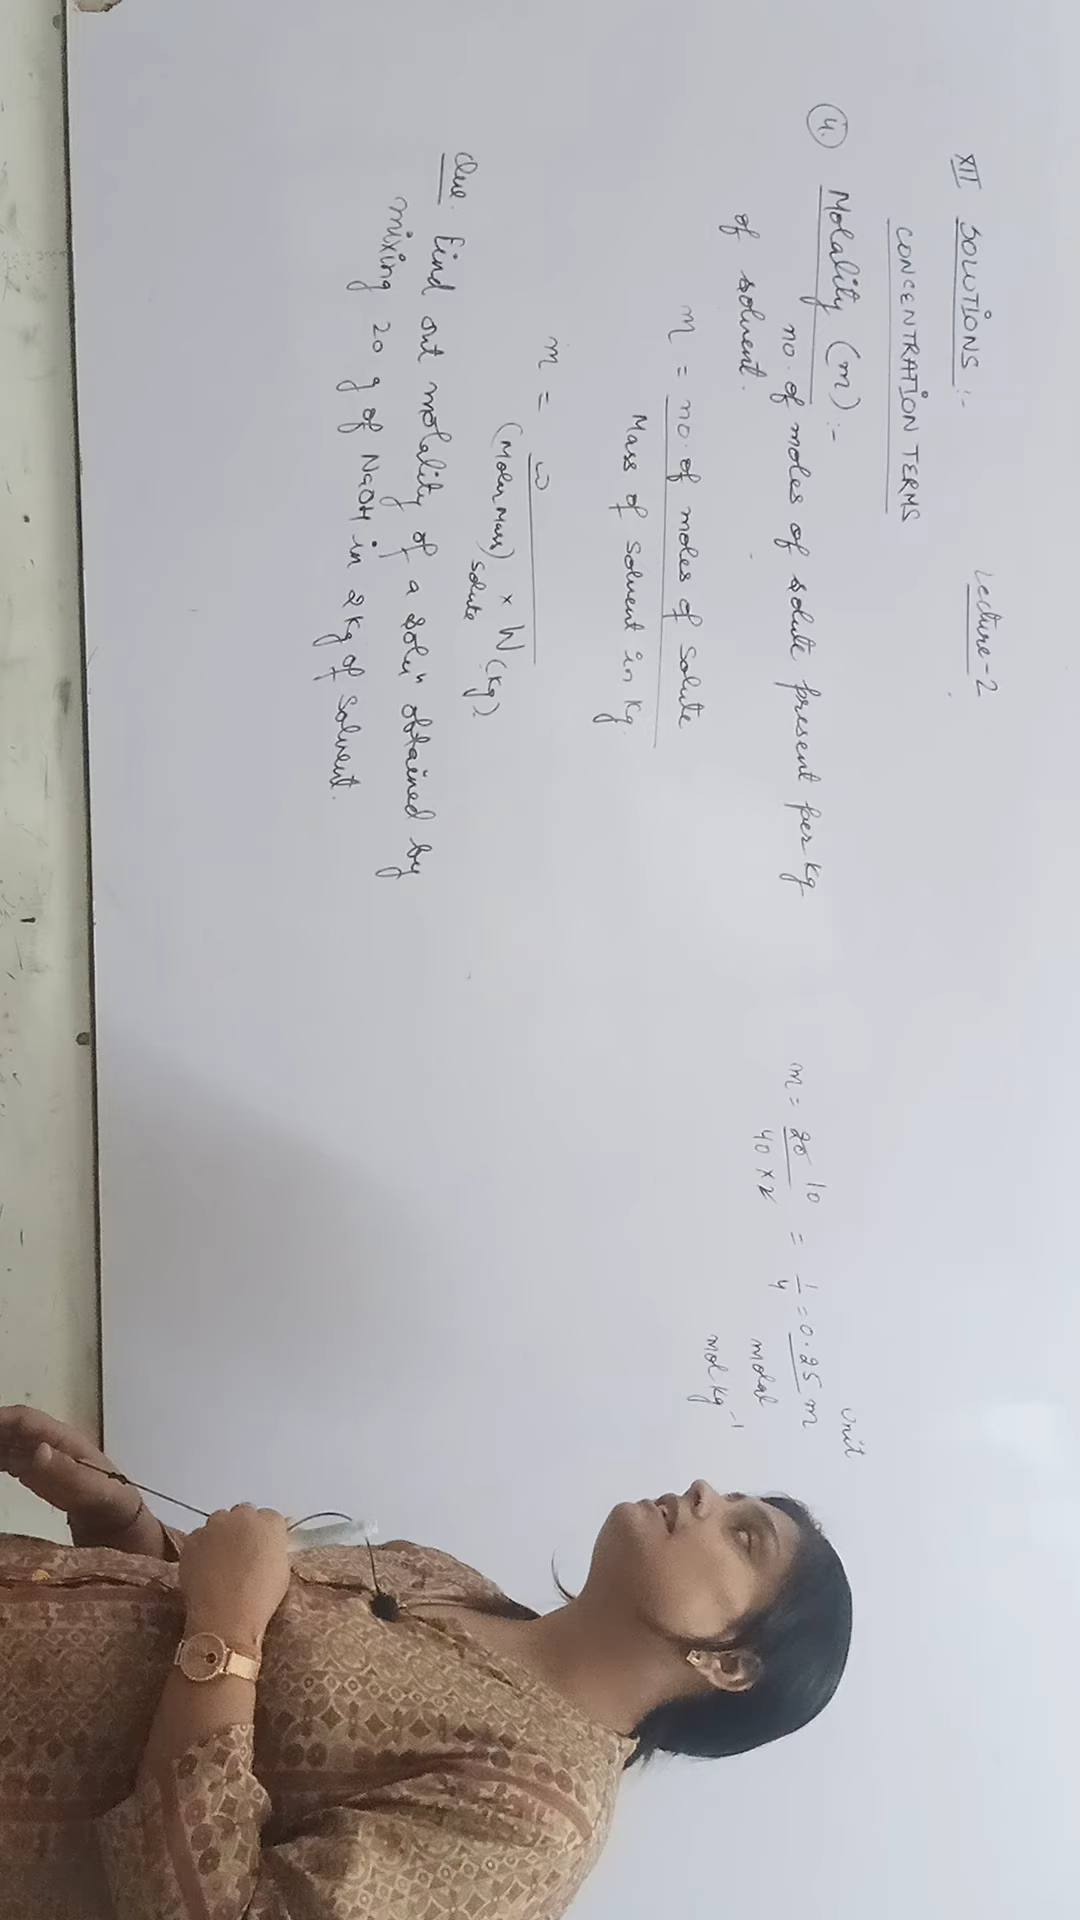 XII SOLUTIONS :- Lecture-2
CONCENTRATION TERMS
4. Molality (m) :-
no. of moles of solute present per kg
of solvent.
m = no. of moles of solute
Mass of solvent in kg.
m = w
(Molar Mass) solute × W(kg).
Que. Find out molality of a solⁿ obtained by
mixing 20 g of NaOH in 2 kg of solvent.
Unit
m = 20 10 = 1 = 0.25 m
40 × 2 4 molal
mol kg⁻¹